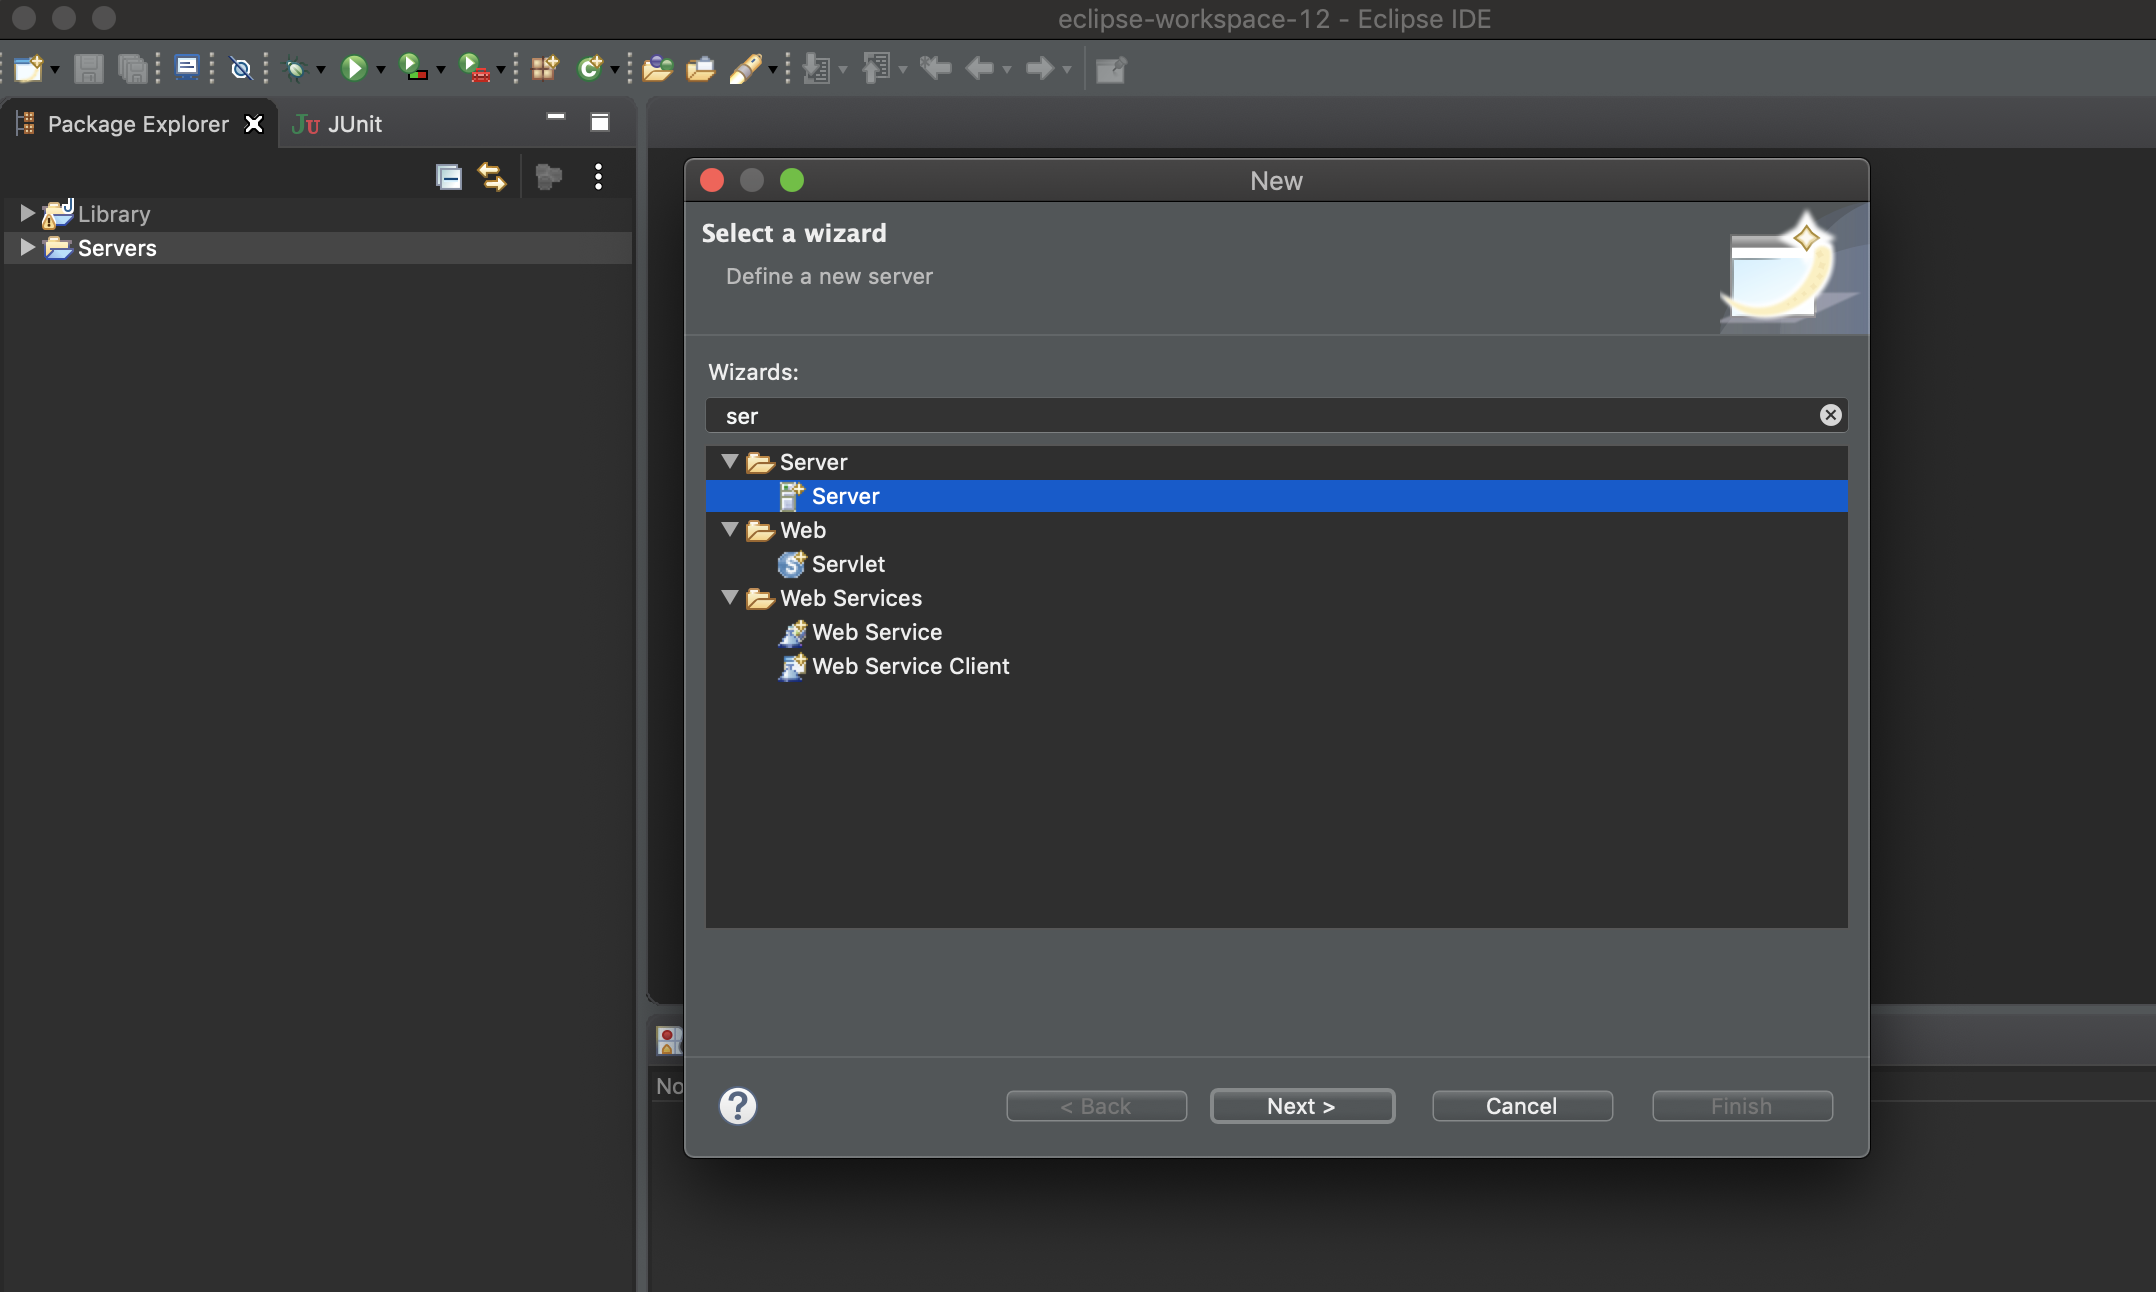 eclipse-workspace-12 - Eclipse IDE
Package Explorer
JUnit
Library
Servers
New
Select a wizard
Define a new server
Wizards:
ser
Server
Server
Web
Servlet
Web Services
Web Service
Web Service Client
No
< Back
Next >
Cancel
Finish